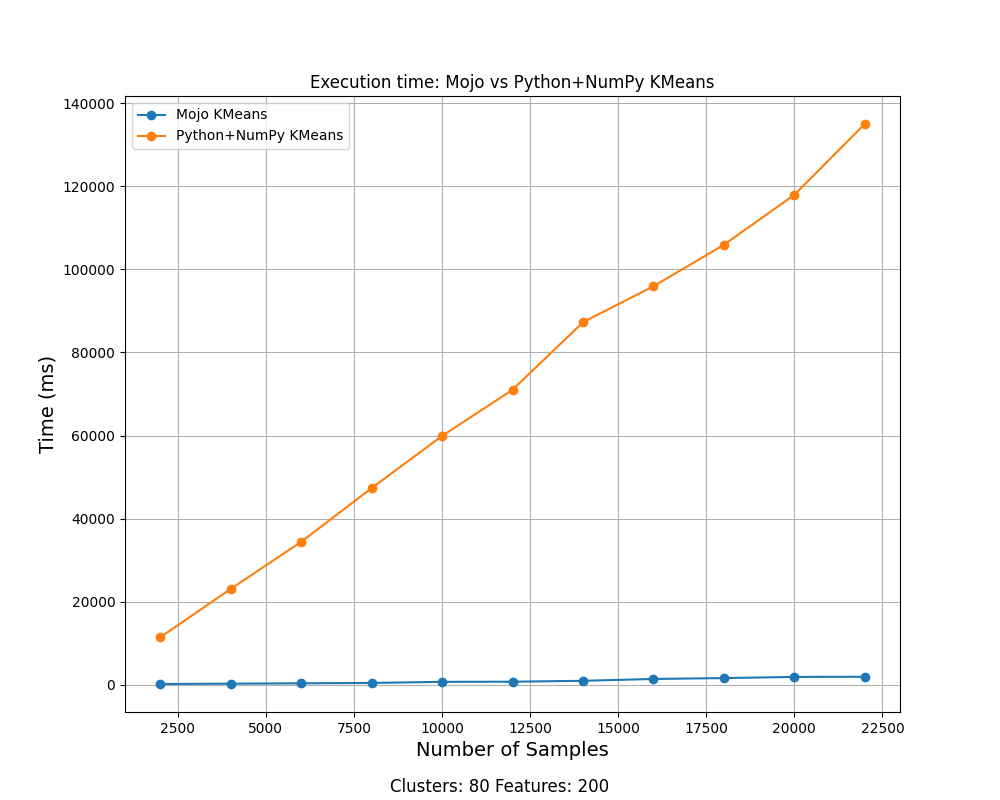 Execution time: Mojo vs Python+NumPy KMeans
Mojo KMeans
Python+NumPy KMeans
140000
120000
100000
80000
60000
40000
20000
0
Time (ms)
2500 5000 7500 10000 12500 15000 17500 20000 22500
Number of Samples
Clusters: 80 Features: 200